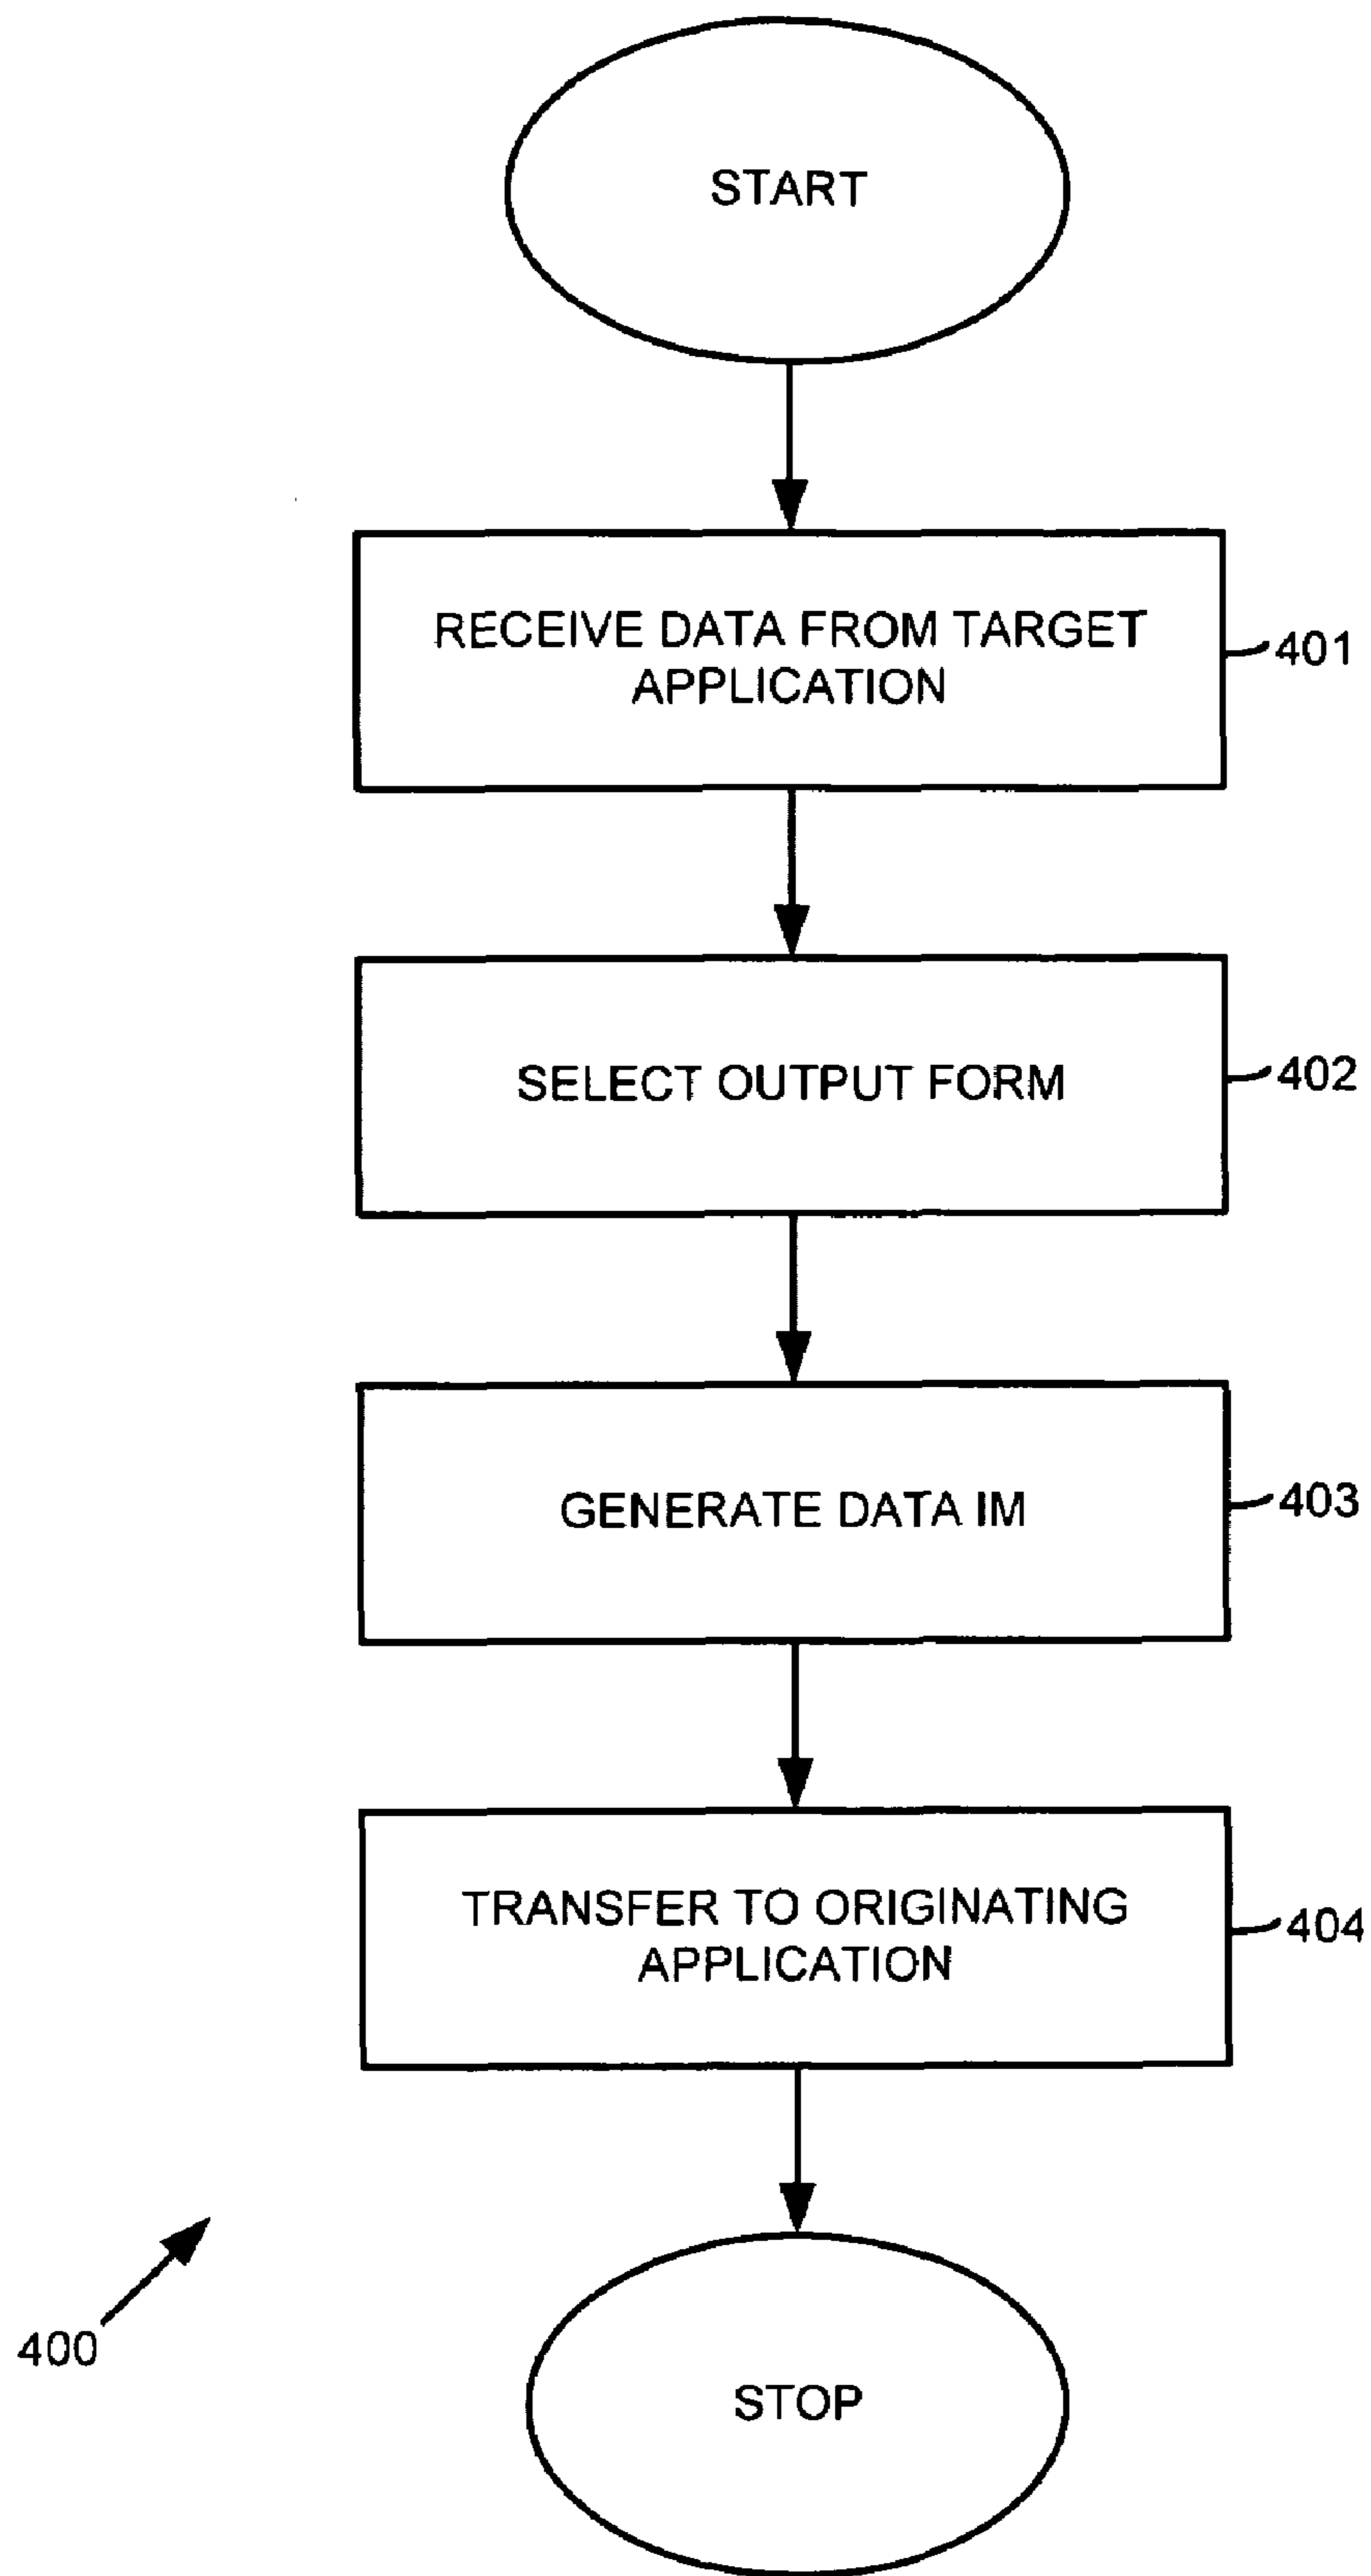 START
RECEIVE DATA FROM TARGET
APPLICATION
401
SELECT OUTPUT FORM
402
GENERATE DATA IM
403
TRANSFER TO ORIGINATING
APPLICATION
404
400
STOP